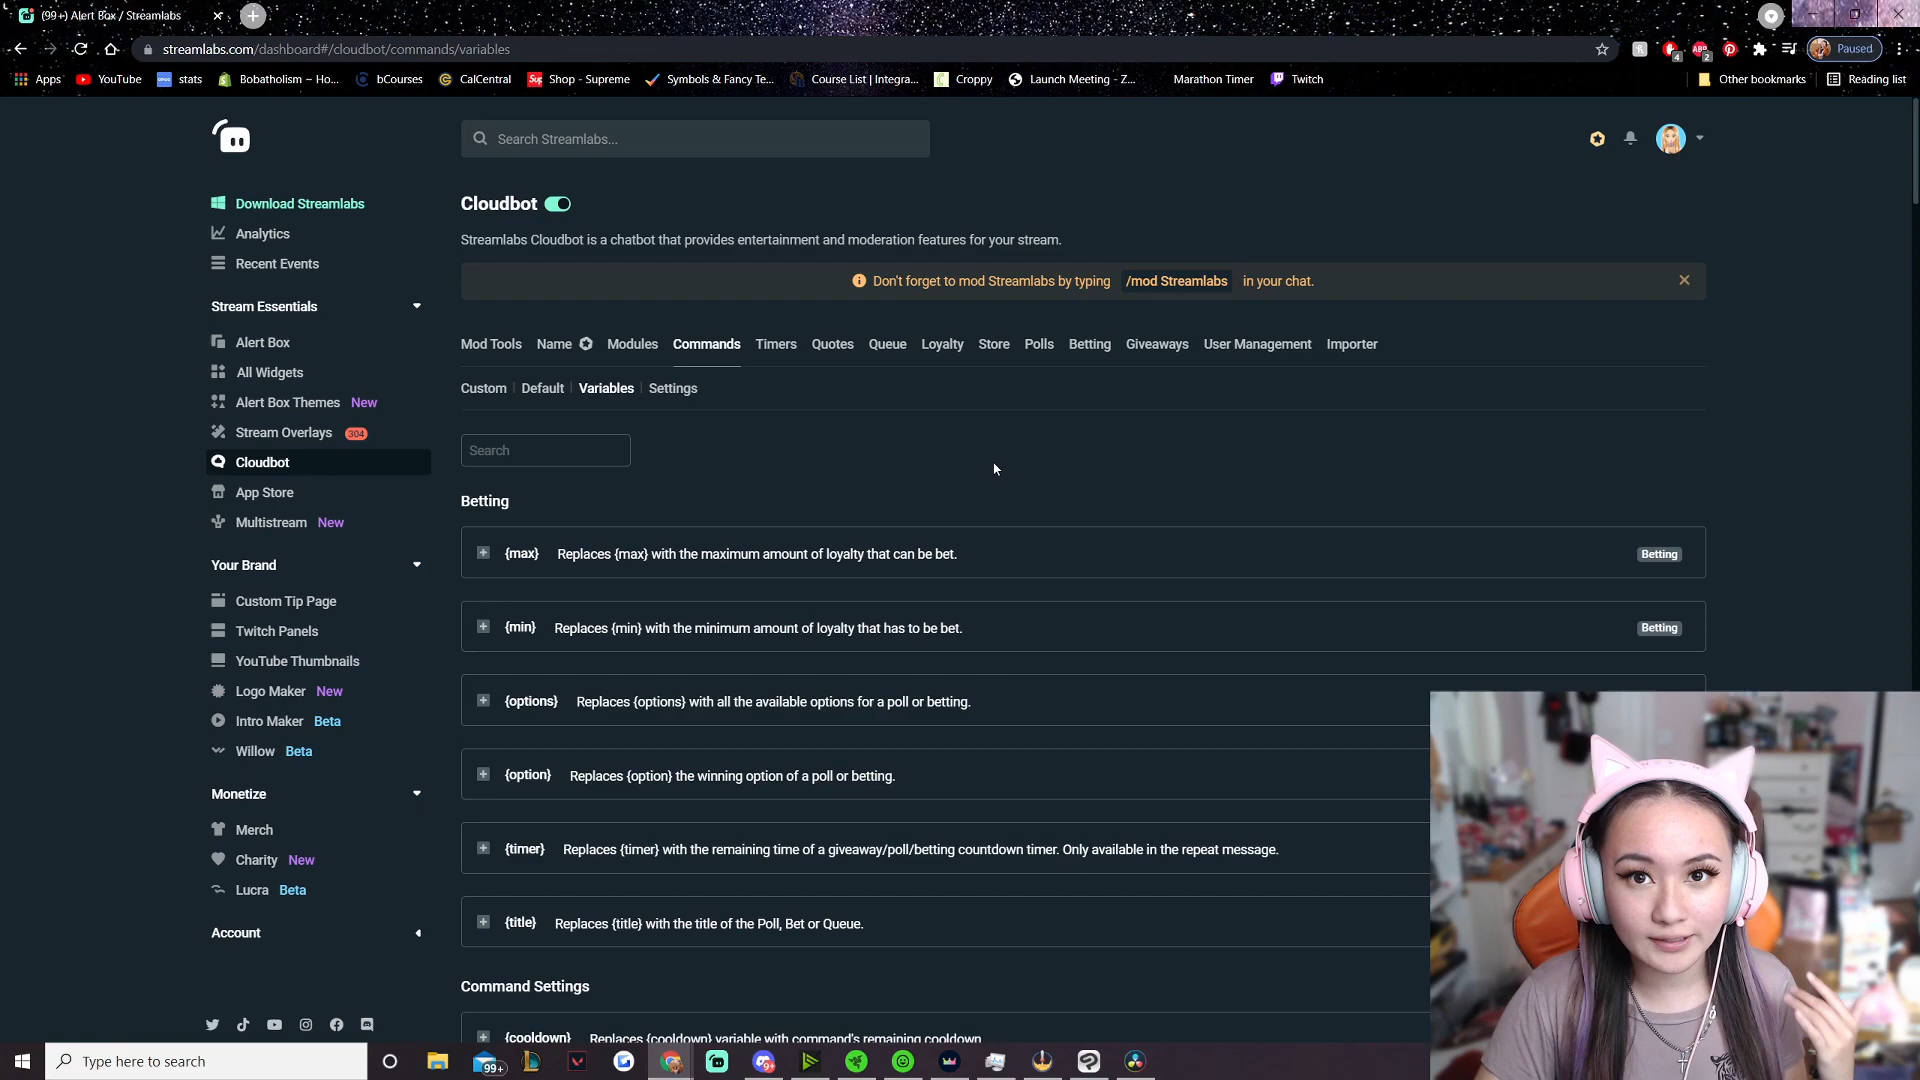 (99+) Alert Box / Streamlabs
streamlabs.com/dashboard#/cloudbot/commands/variables
4
ABP
2
Paused
Apps
YouTube
stats
Bobatholism – Ho...
bCourses
CalCentral
Sup
Shop - Supreme
Symbols & Fancy Te...
Course List | Integra...
Croppy
Launch Meeting - Z...
Marathon Timer
Twitch
Other bookmarks
Reading list
Search Streamlabs...
Download Streamlabs
Analytics
Recent Events
Stream Essentials
Alert Box
All Widgets
Alert Box Themes New
Stream Overlays 304
Cloudbot
App Store
Multistream New
Your Brand
Custom Tip Page
Twitch Panels
YouTube Thumbnails
Logo Maker New
Intro Maker Beta
Willow Beta
Monetize
Merch
Charity New
Lucra Beta
Account
Cloudbot
Streamlabs Cloudbot is a chatbot that provides entertainment and moderation features for your stream.
Don't forget to mod Streamlabs by typing /mod Streamlabs in your chat.
Mod Tools Name Modules Commands Timers Quotes Queue Loyalty Store Polls Betting Giveaways User Management Importer
Custom Default Variables Settings
Search
Betting
{max} Replaces {max} with the maximum amount of loyalty that can be bet. Betting
{min} Replaces {min} with the minimum amount of loyalty that has to be bet. Betting
{options} Replaces {options} with all the available options for a poll or betting.
{option} Replaces {option} the winning option of a poll or betting.
{timer} Replaces {timer} with the remaining time of a giveaway/poll/betting countdown timer. Only available in the repeat message.
{title} Replaces {title} with the title of the Poll, Bet or Queue.
Command Settings
{cooldown} Replaces {cooldown} variable with command's remaining cooldown
Type here to search
99+